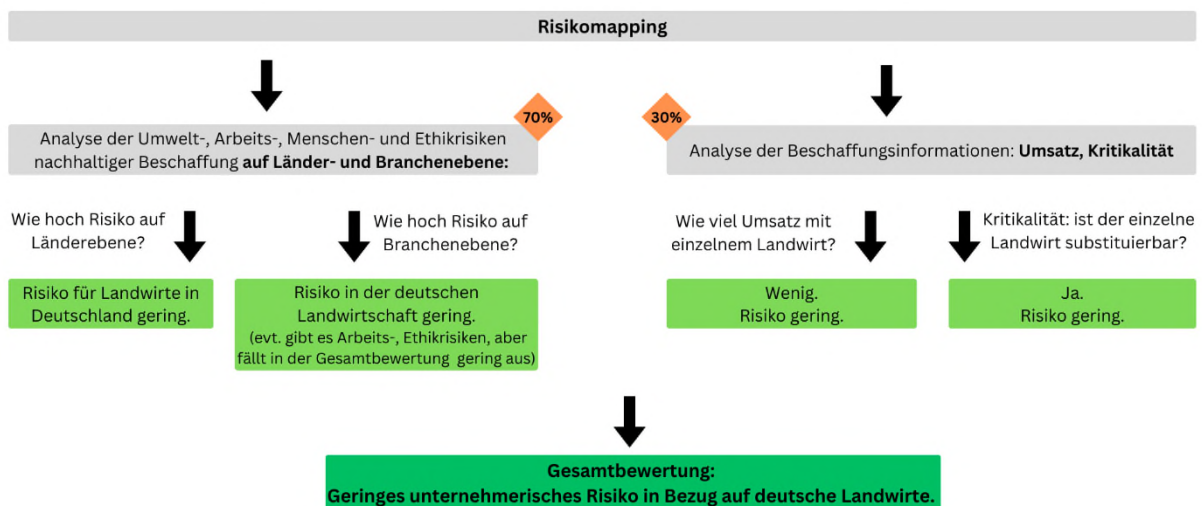 Risikomapping
70%
30%
Analyse der Umwelt-, Arbeits-, Menschen- und Ethikrisiken
nachhaltiger Beschaffung auf Länder- und Branchenebene:
Analyse der Beschaffungsinformationen: Umsatz, Kritikalität
Wie hoch Risiko auf
Länderebene?
Wie hoch Risiko auf
Branchenebene?
Wie viel Umsatz mit
einzelnem Landwirt?
Kritikalität: ist der einzelne
Landwirt substituierbar?
Risiko für Landwirte in
Deutschland gering.
Risiko in der deutschen
Landwirtschaft gering.
(evt. gibt es Arbeits-, Ethikrisiken, aber
fällt in der Gesamtbewertung gering aus)
Wenig.
Risiko gering.
Ja.
Risiko gering.
Gesamtbewertung:
Geringes unternehmerisches Risiko in Bezug auf deutsche Landwirte.